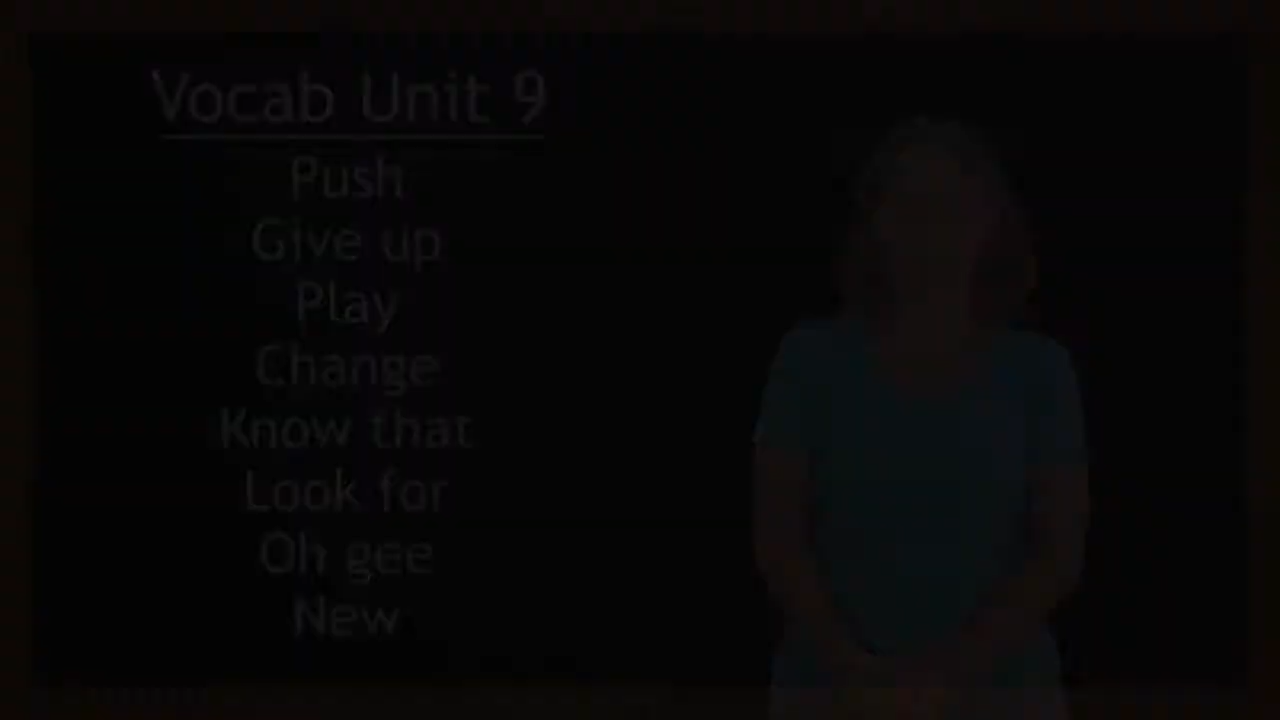 Vocab Unit 9
Push
Give up
Play
Change
Know that
Look for
Oh gee
New